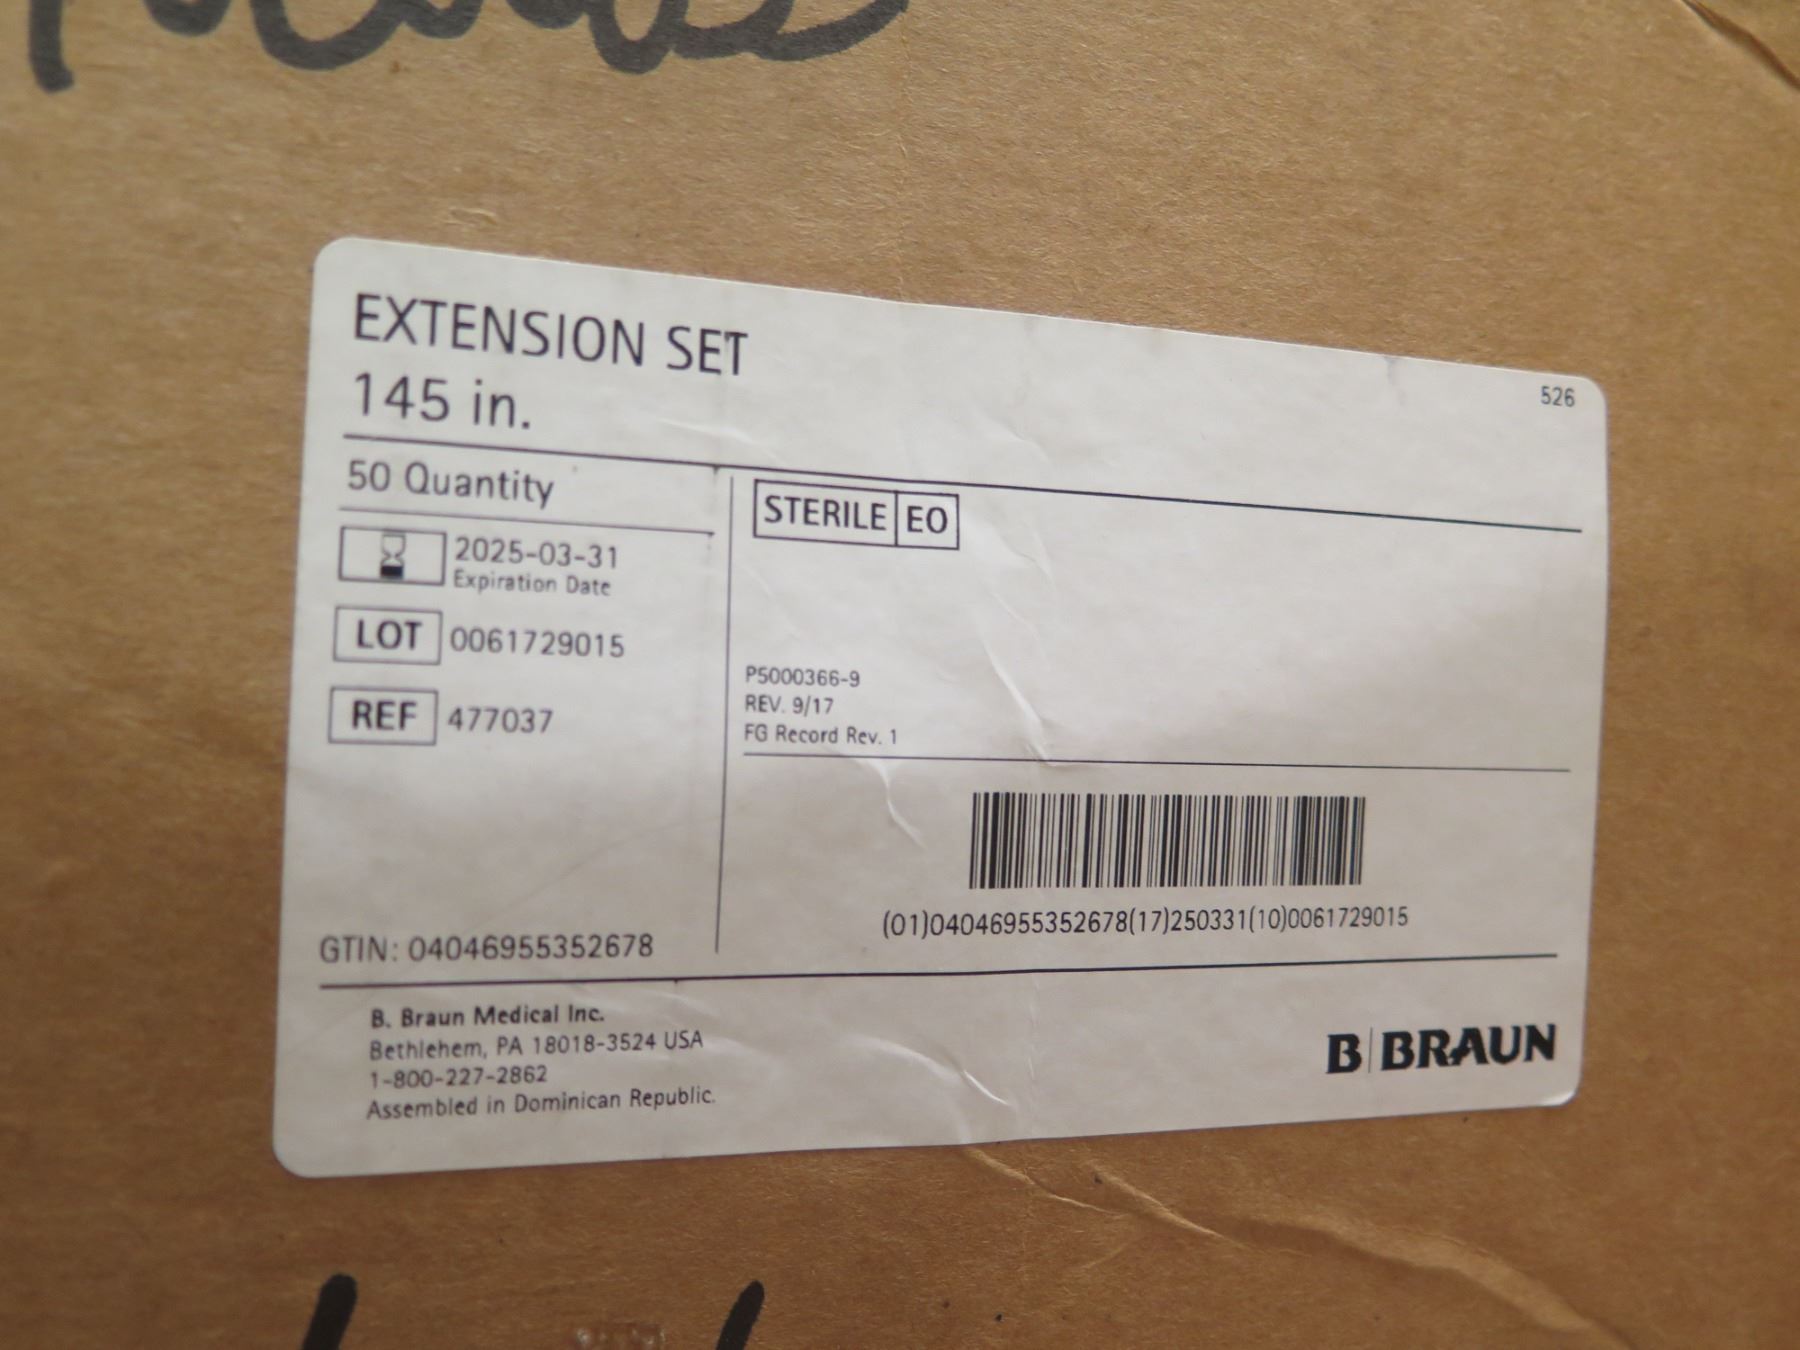 EXTENSION SET
145 in.
526
50 Quantity
2025-03-31
Expiration Date
LOT 0061729015
REF 477037
STERILE EO
P5000366-9
REV. 9/17
FG Record Rev. 1
(01)04046955352678(17)250331(10)0061729015
GTIN: 04046955352678
B. Braun Medical Inc.
Bethlehem, PA 18018-3524 USA
1-800-227-2862
Assembled in Dominican Republic.
B BRAUN